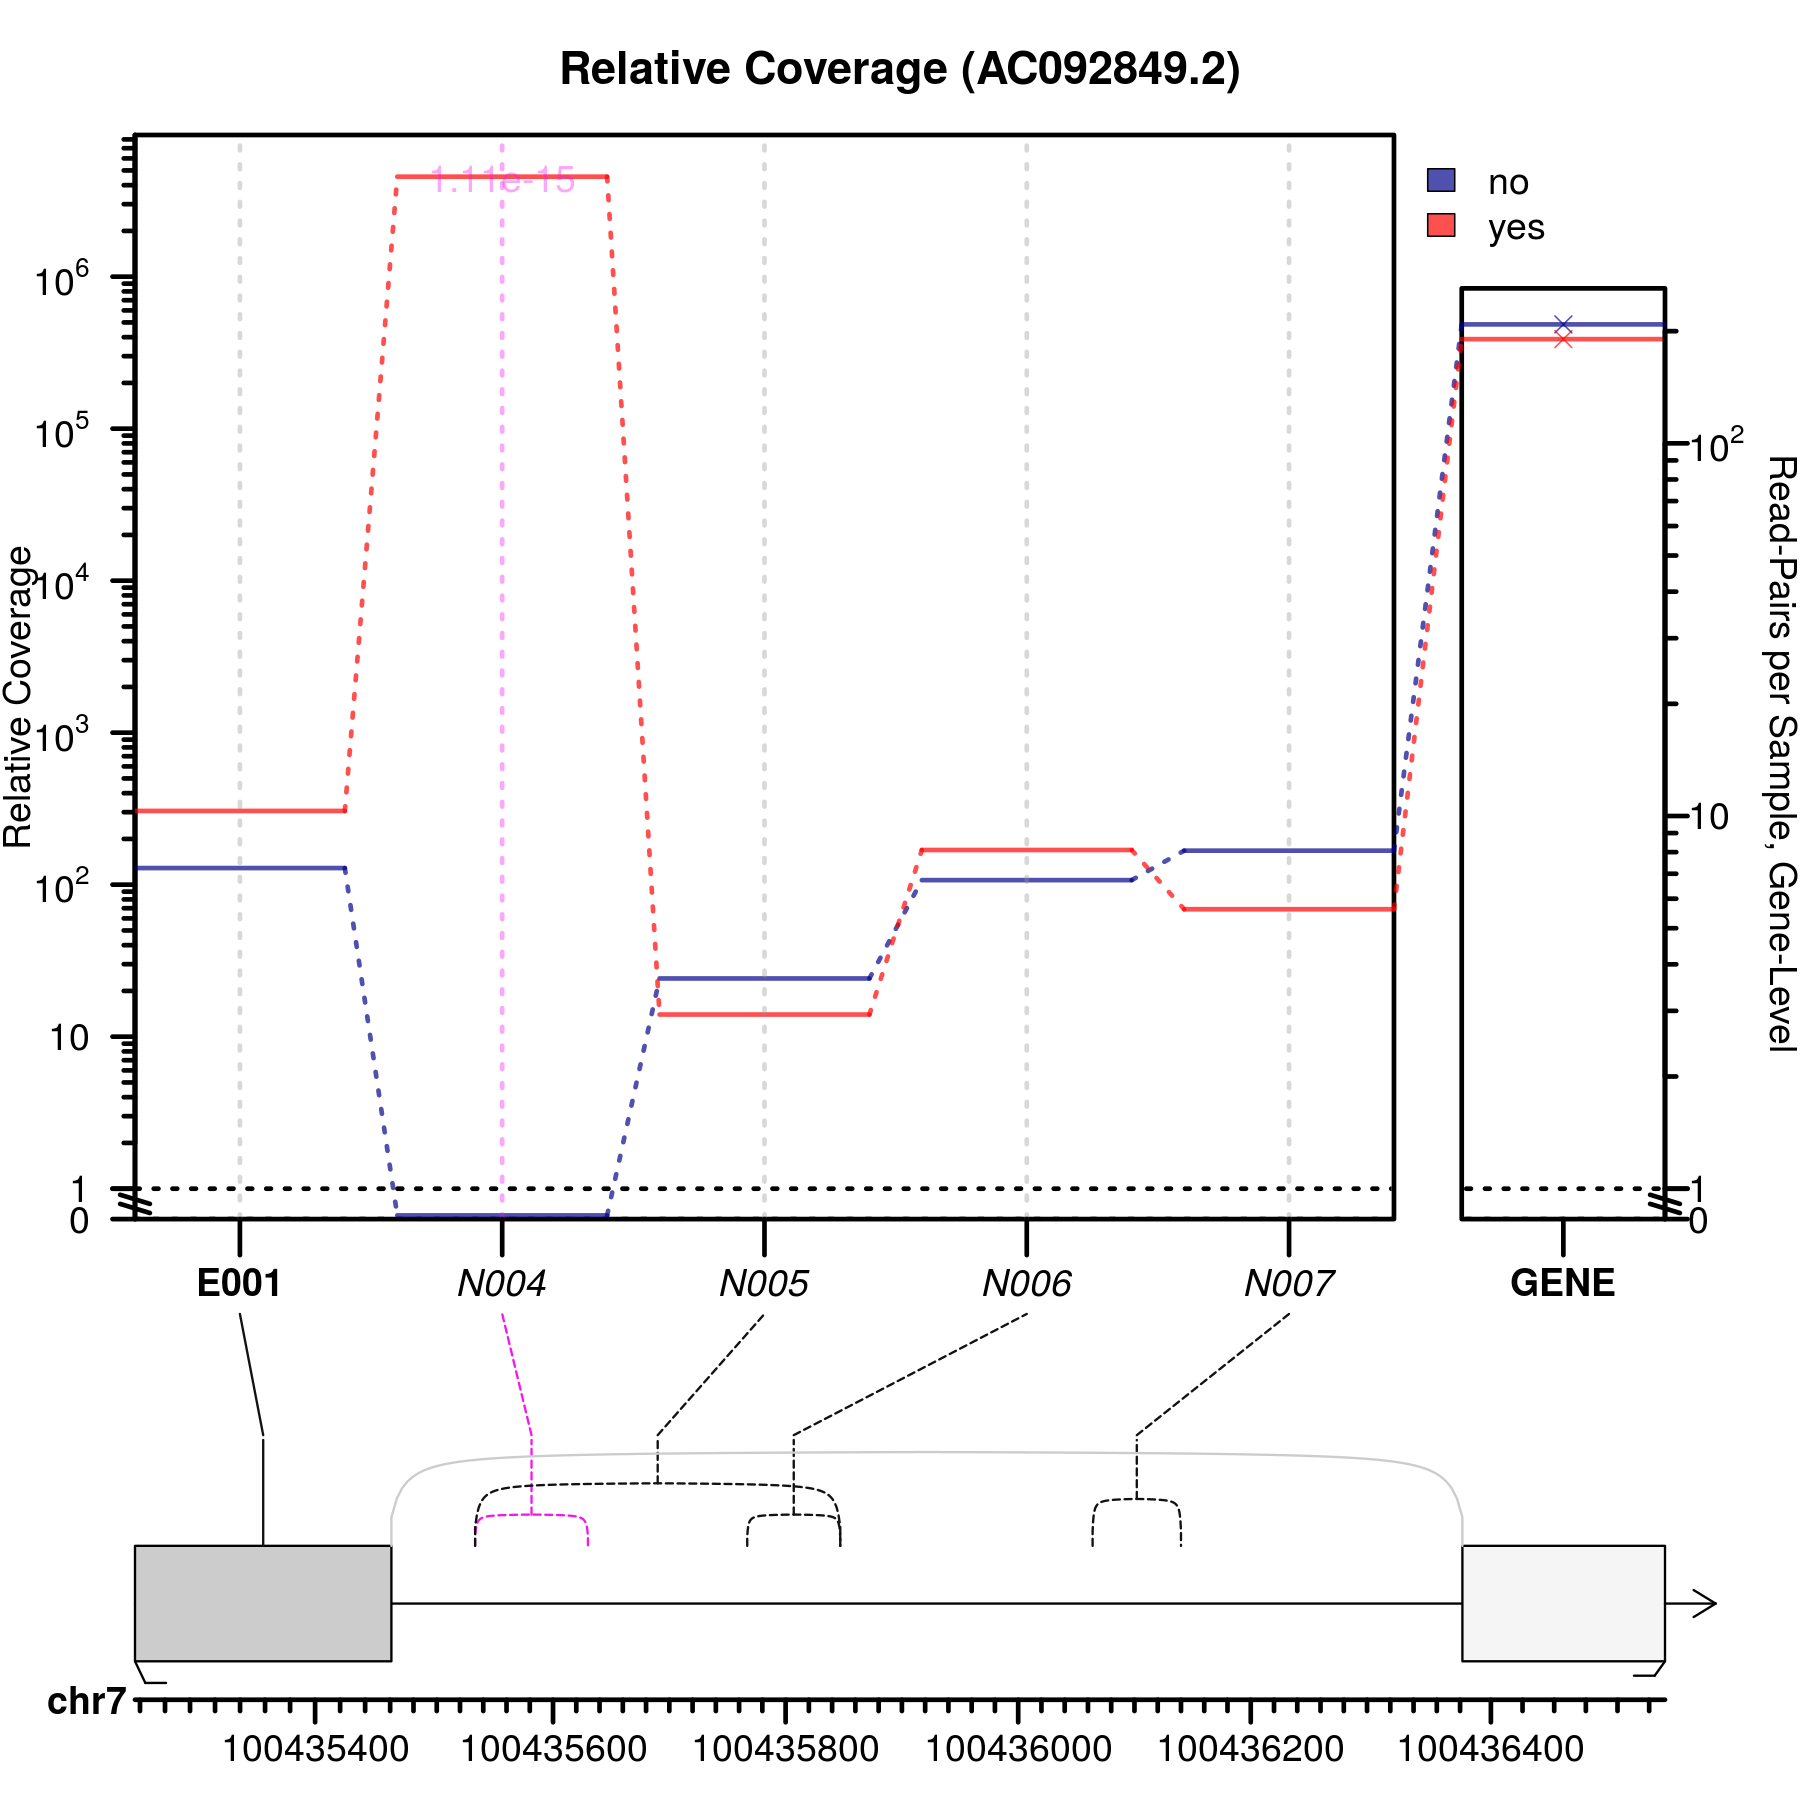 Relative Coverage (AC092849.2)
no
yes
1.11e-15
Relative Coverage
10^6
10^5
10^4
10^3
10^2
10
1
0
10^2
10
1
0
Read-Pairs per Sample, Gene-Level
E001 N004 N005 N006 N007 GENE
chr7
100435400 100435600 100435800 100436000 100436200 100436400